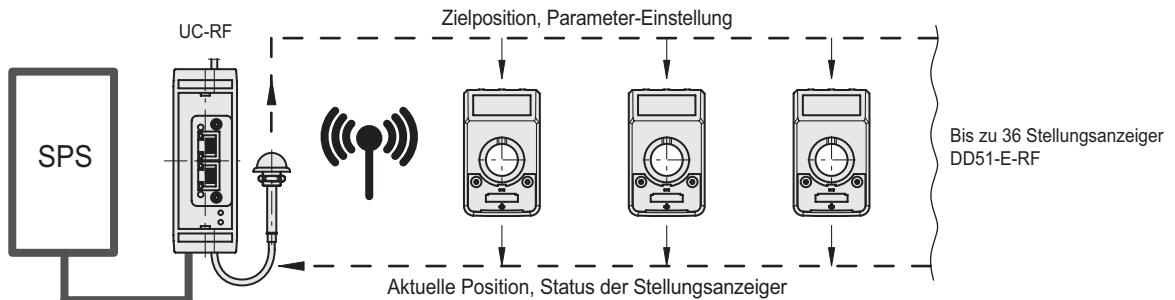 Zielposition, Parameter-Einstellung
UC-RF
SPS
Bis zu 36 Stellungsanzeiger
DD51-E-RF
Aktuelle Position, Status der Stellungsanzeiger